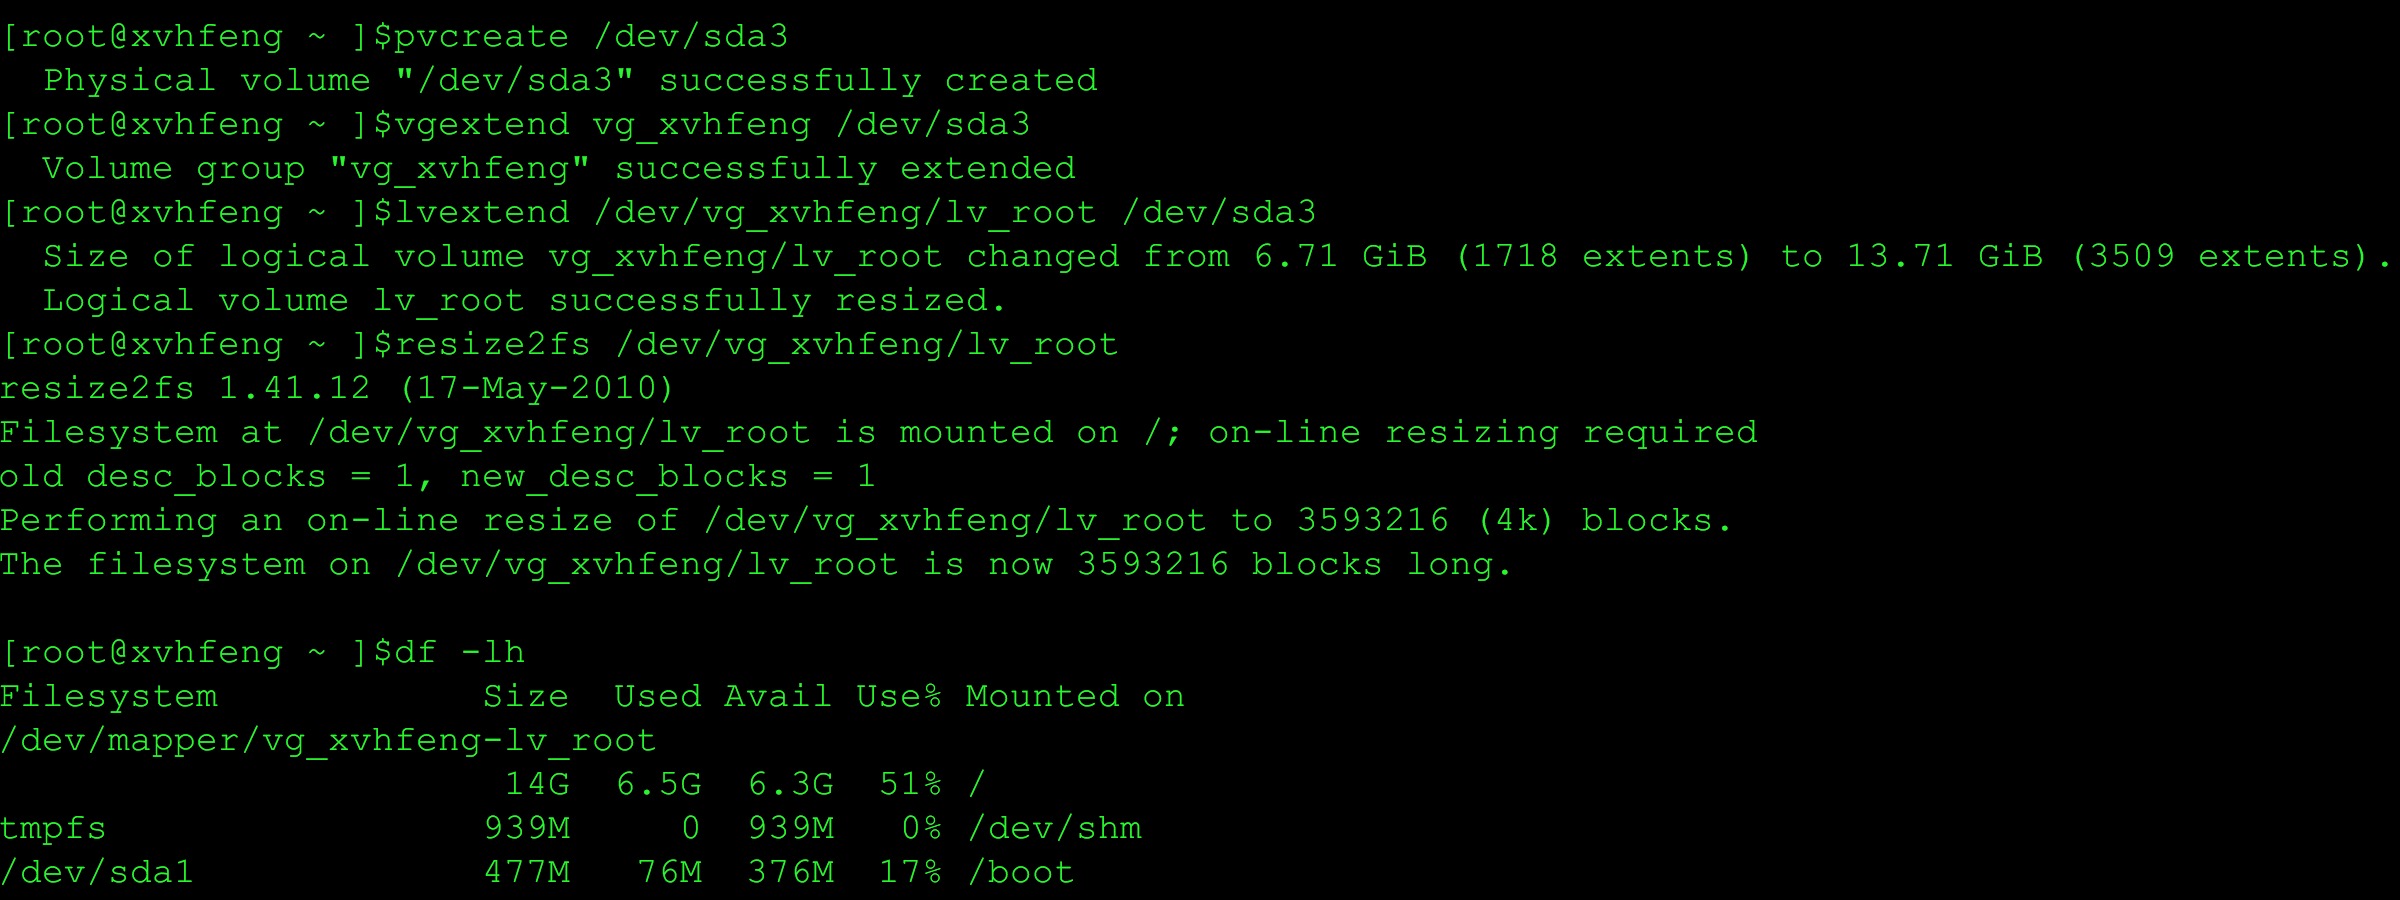 [root@xvhfeng ~ ]$pvcreate /dev/sda3
  Physical volume "/dev/sda3" successfully created
[root@xvhfeng ~ ]$vgextend vg_xvhfeng /dev/sda3
  Volume group "vg_xvhfeng" successfully extended
[root@xvhfeng ~ ]$lvextend /dev/vg_xvhfeng/lv_root /dev/sda3
  Size of logical volume vg_xvhfeng/lv_root changed from 6.71 GiB (1718 extents) to 13.71 GiB (3509 extents).
  Logical volume lv_root successfully resized.
[root@xvhfeng ~ ]$resize2fs /dev/vg_xvhfeng/lv_root
resize2fs 1.41.12 (17-May-2010)
Filesystem at /dev/vg_xvhfeng/lv_root is mounted on /; on-line resizing required
old desc_blocks = 1, new_desc_blocks = 1
Performing an on-line resize of /dev/vg_xvhfeng/lv_root to 3593216 (4k) blocks.
The filesystem on /dev/vg_xvhfeng/lv_root is now 3593216 blocks long.

[root@xvhfeng ~ ]$df -lh
Filesystem            Size  Used Avail Use% Mounted on
/dev/mapper/vg_xvhfeng-lv_root
                       14G  6.5G  6.3G  51% /
tmpfs                 939M     0  939M   0% /dev/shm
/dev/sda1             477M   76M  376M  17% /boot